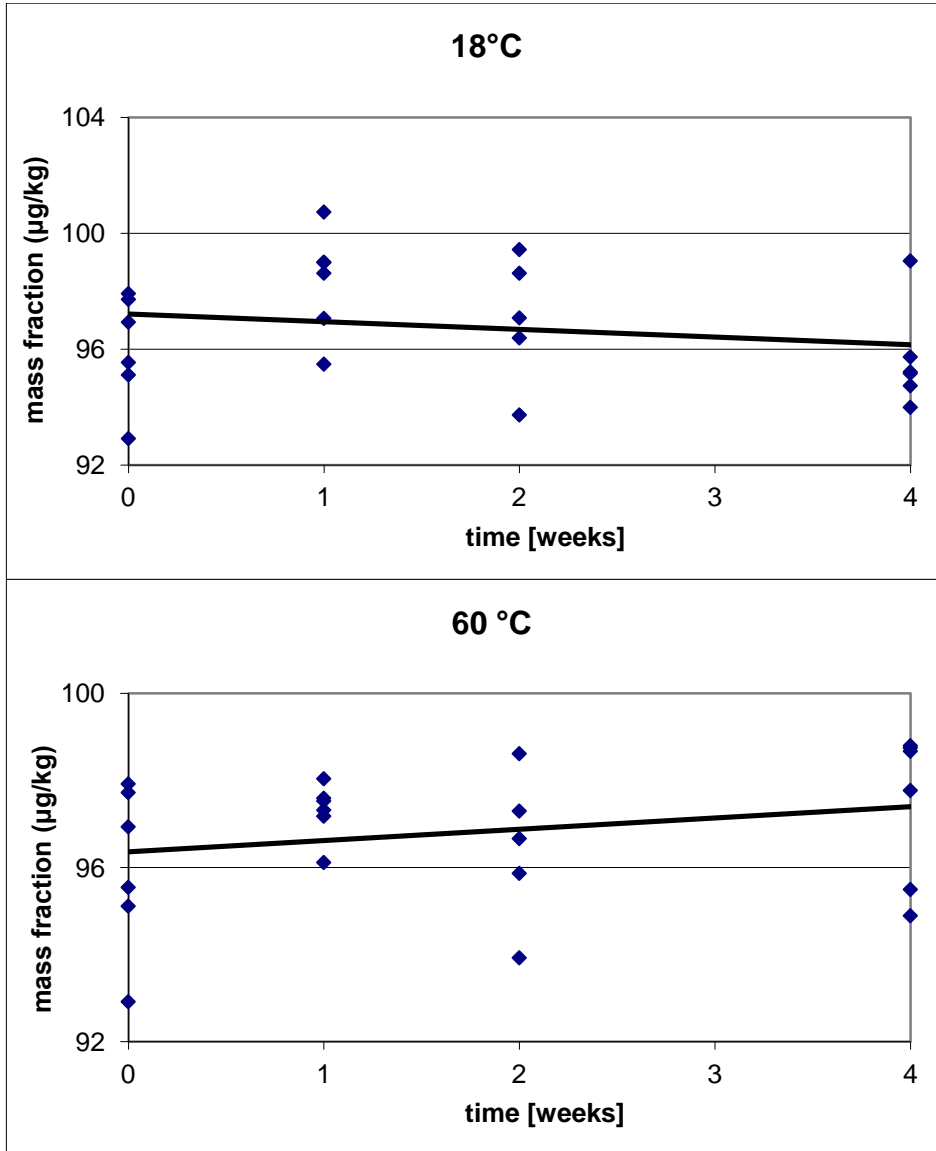 18°C
104
100
96
92
mass fraction (µg/kg)
0 1 2 3 4
time [weeks]
60 °C
100
96
92
mass fraction (µg/kg)
0 1 2 3 4
time [weeks]